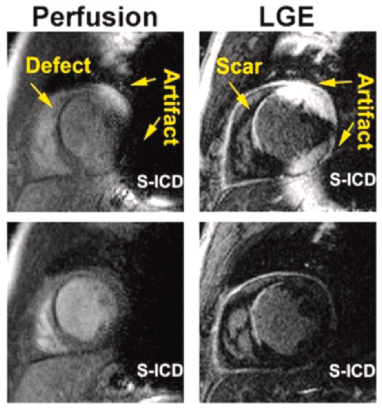 Perfusion
LGE
Defect
Artifact
S-ICD
Scar
Artifact
S-ICD
S-ICD
S-ICD